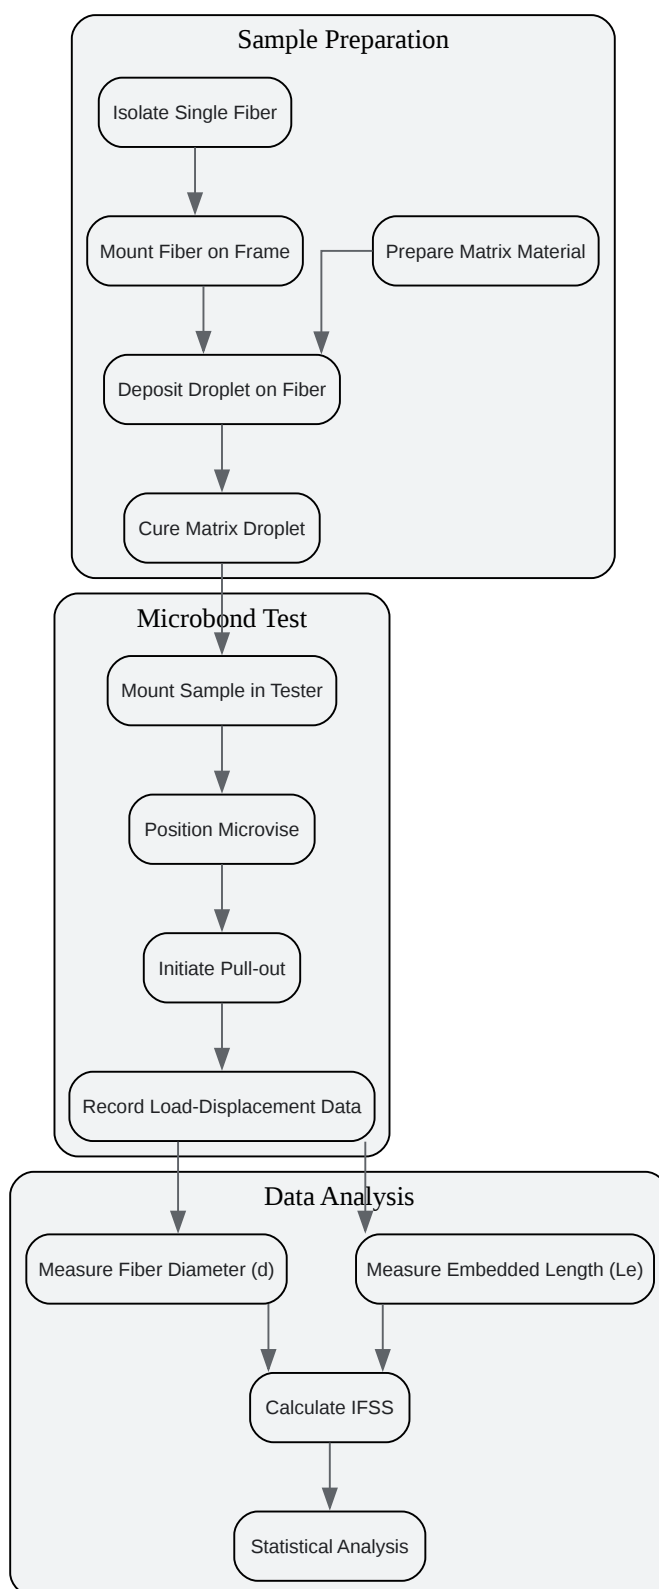 Sample Preparation
Isolate Single Fiber
Mount Fiber on Frame
Prepare Matrix Material
Deposit Droplet on Fiber
Cure Matrix Droplet
Microbond Test
Mount Sample in Tester
Position Microvise
Initiate Pull-out
Record Load-Displacement Data
Data Analysis
Measure Fiber Diameter (d)
Measure Embedded Length (Le)
Calculate IFSS
Statistical Analysis